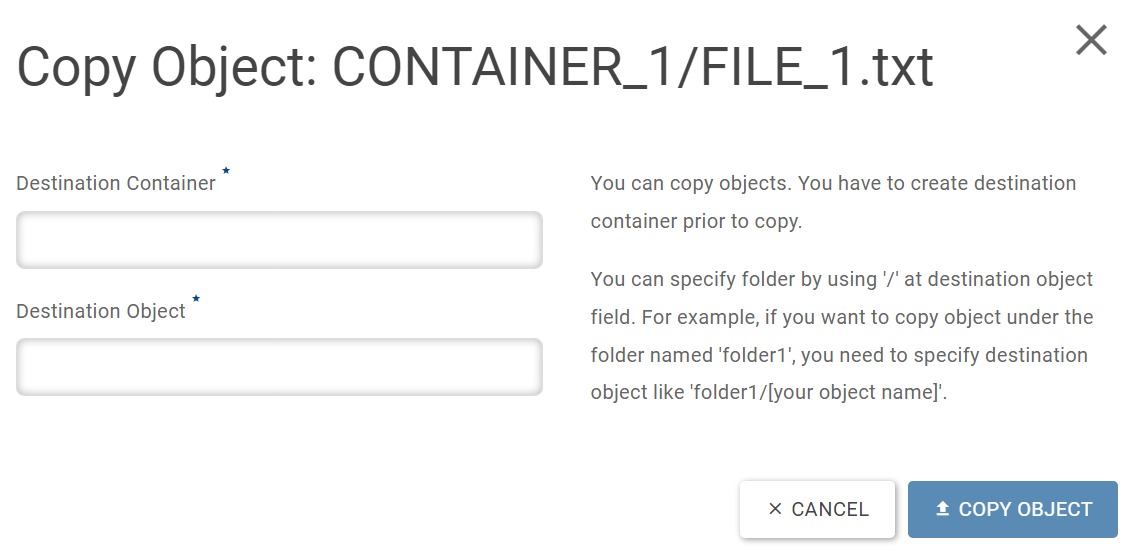 Copy Object: CONTAINER_1/FILE_1.txt
Destination Container *
You can copy objects. You have to create destination
container prior to copy.
Destination Object *
You can specify folder by using '/' at destination object
field. For example, if you want to copy object under the
folder named 'folder1', you need to specify destination
object like 'folder1/[your object name]'.
CANCEL
COPY OBJECT